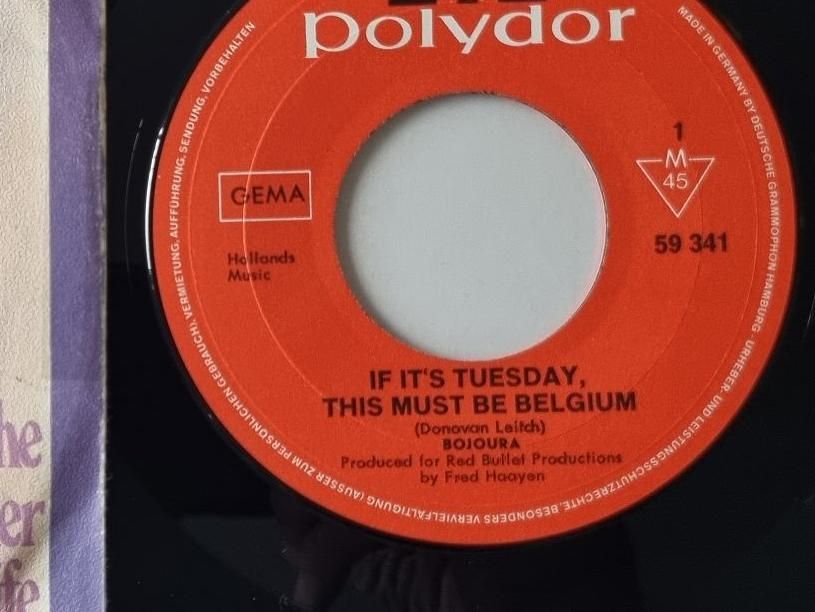 polydor
1
M
45
GEMA
59 341
Hollands
Music
IF IT'S TUESDAY,
THIS MUST BE BELGIUM
(Donovan Leitch)
BOJOURA
Produced for Red Bullet Productions
by Fred Haayen
MADE IN GERMANY BY DEUTSCHE GRAMMOPHON HAMBURG · URHEBER- UND LEISTUNGSSCHUTZRECHTE, BESONDERS VERVIELFÄLTIGUNG (AUSSER ZUM PERSÖNLICHEN GEBRAUCH), VERMIETUNG, AUFFÜHRUNG, SENDUNG, VORBEHALTEN
he
er
fe